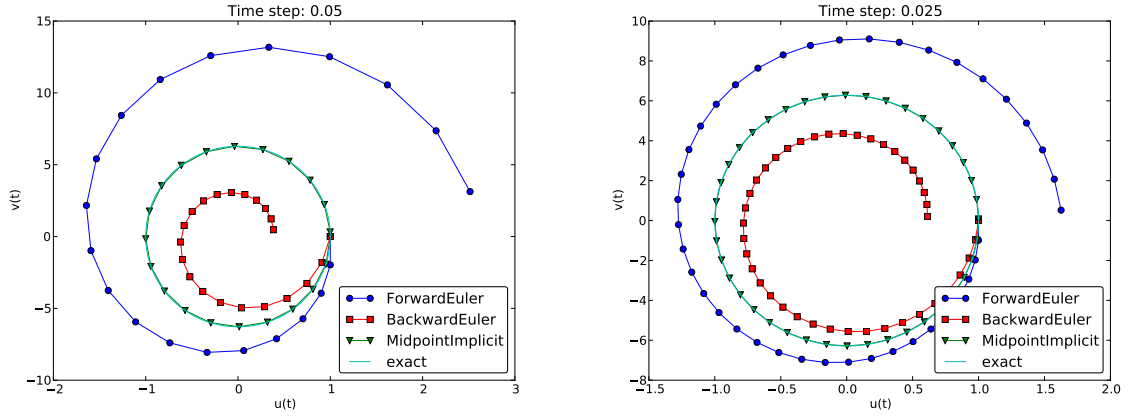 Time step: 0.05
15
10
5
0
−5
−10
v(t)
−2
−1
0
1
2
3
u(t)
ForwardEuler
BackwardEuler
MidpointImplicit
exact
Time step: 0.025
10
8
6
4
2
0
−2
−4
−6
−8
v(t)
−1.5
−1.0
−0.5
0.0
0.5
1.0
1.5
2.0
u(t)
ForwardEuler
BackwardEuler
MidpointImplicit
exact